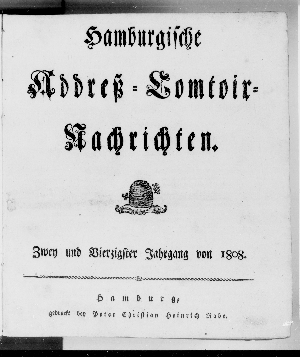 Hamburgische
Addreß-Comtoir-
Nachrichten.
Zwey und Vierzigster Jahrgang von 1808.
Hamburg,
gedruckt bey Peter Christian Heinrich Rabe.